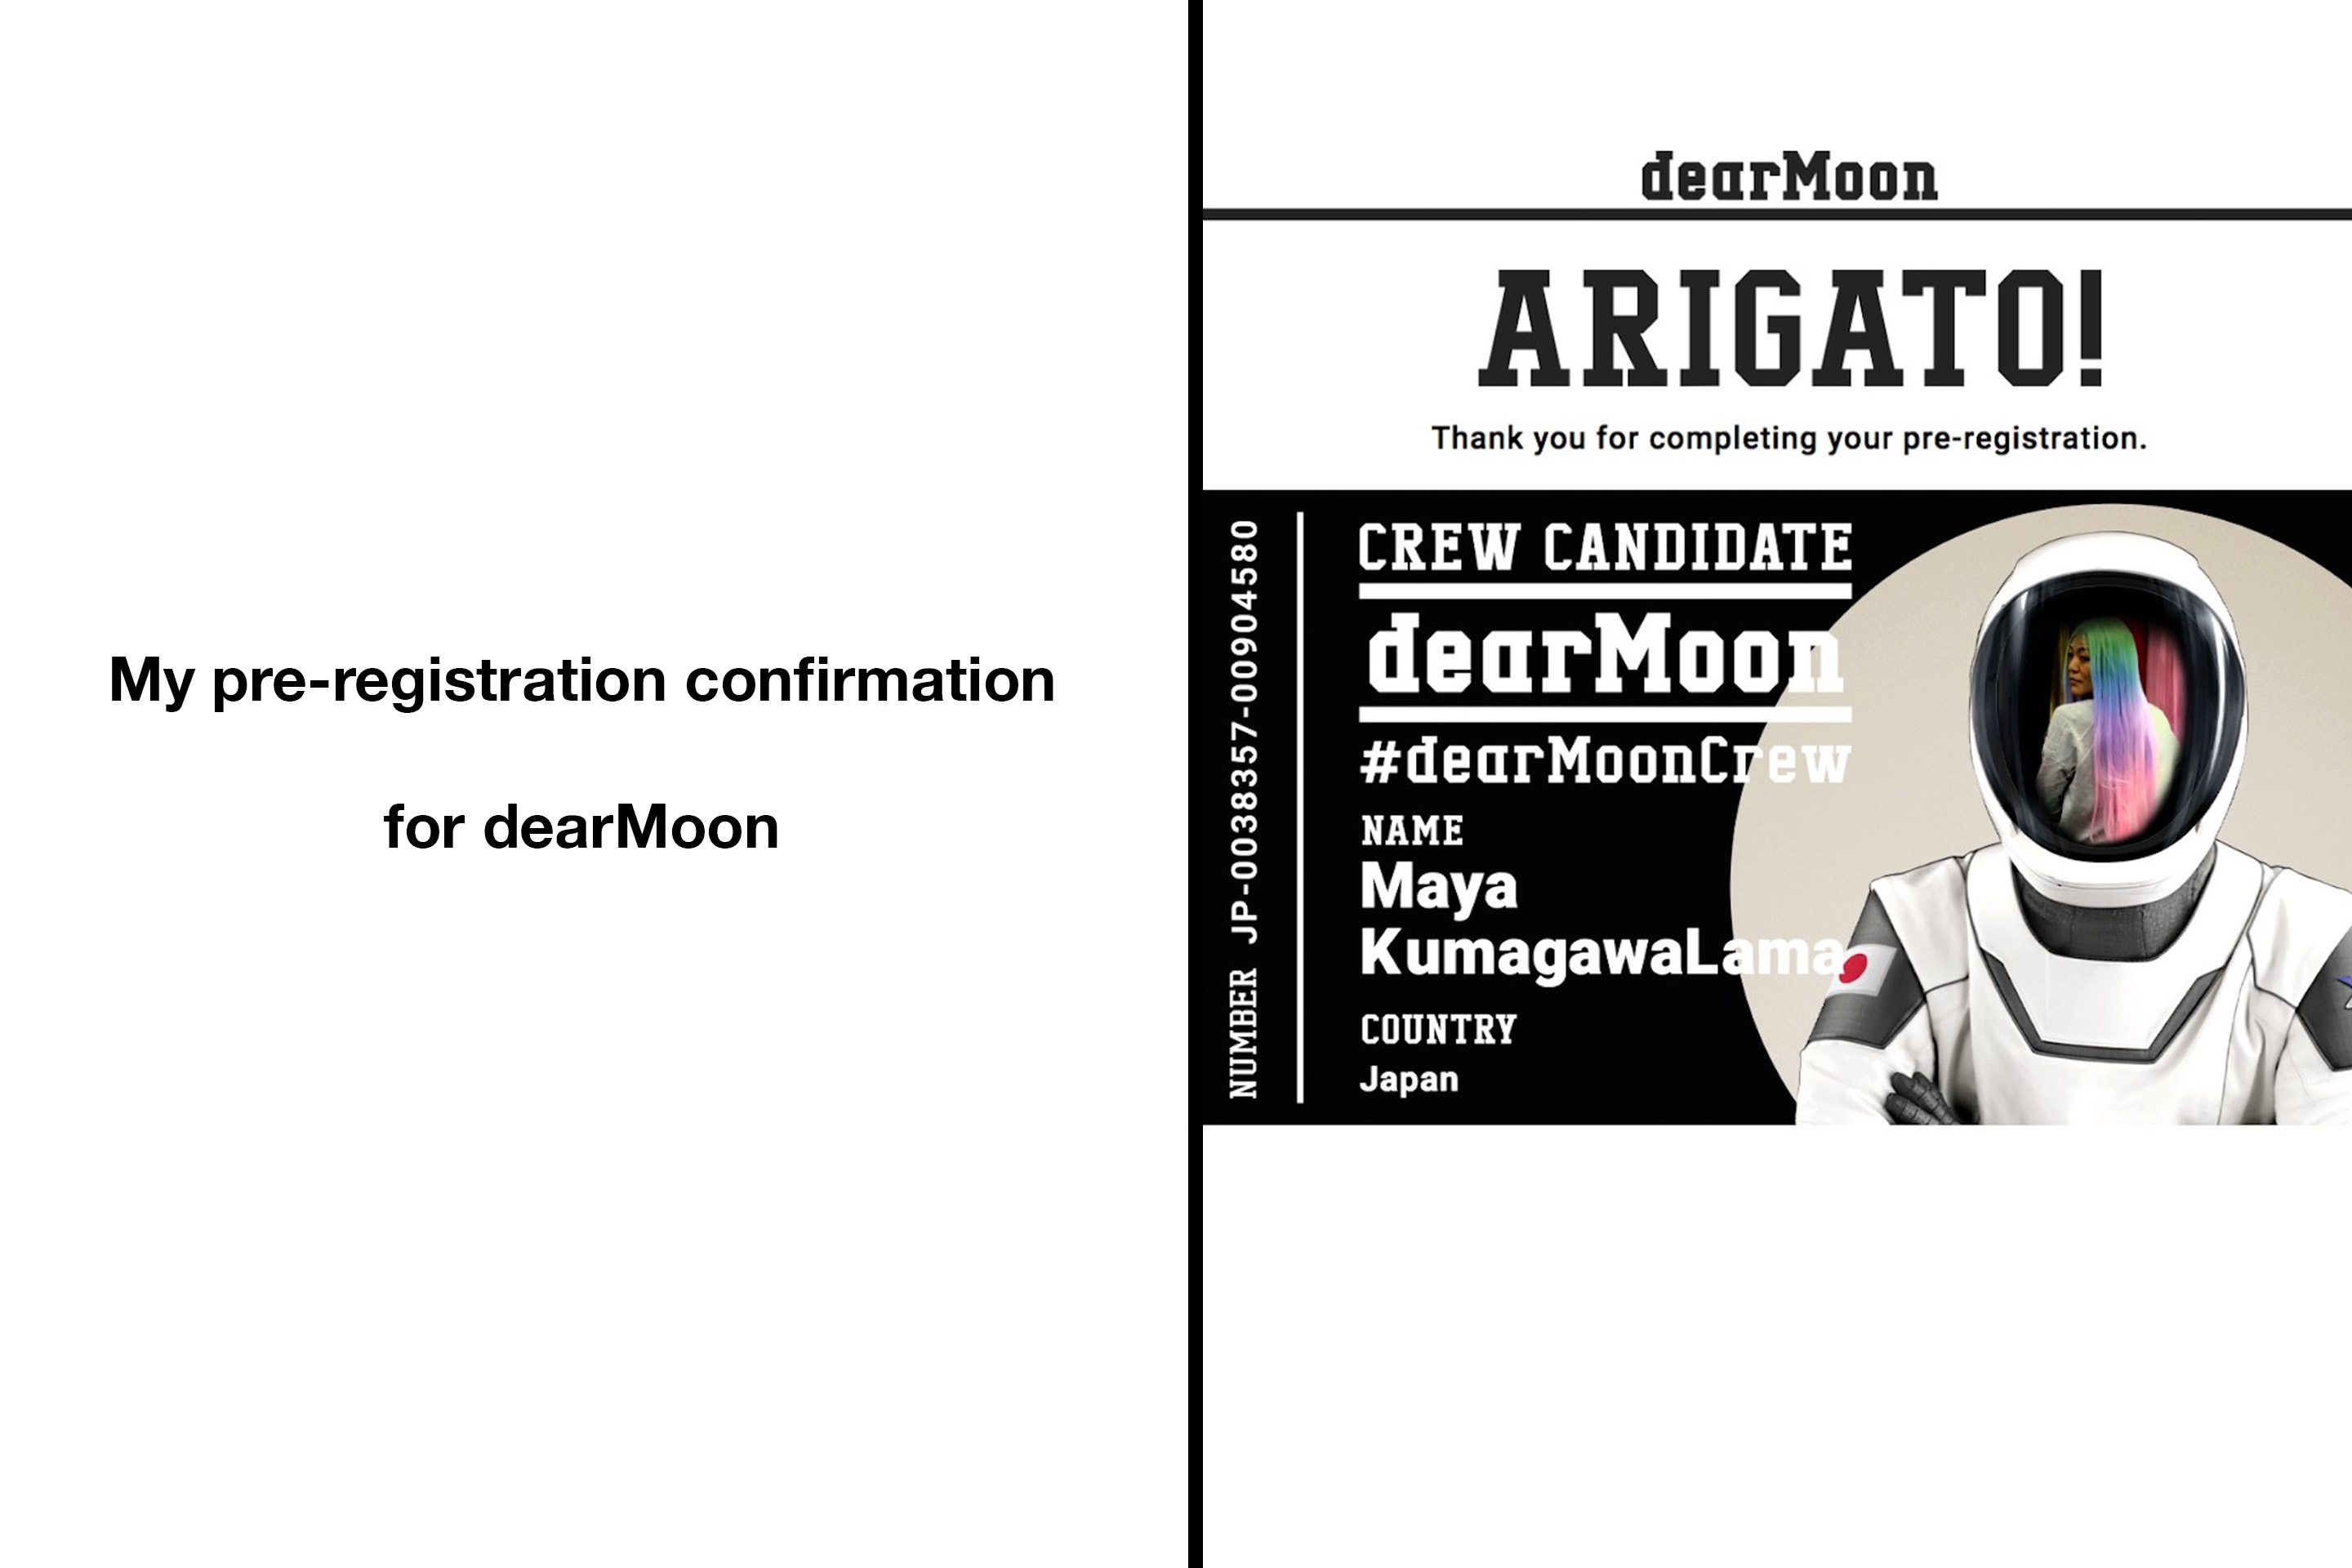 My pre-registration confirmation
for dearMoon
dearMoon
ARIGATO!
Thank you for completing your pre-registration.
NUMBER JP-0038357-00904580
CREW CANDIDATE
dearMoon
#dearMoonCrew
NAME
Maya
KumagawaLama
COUNTRY
Japan